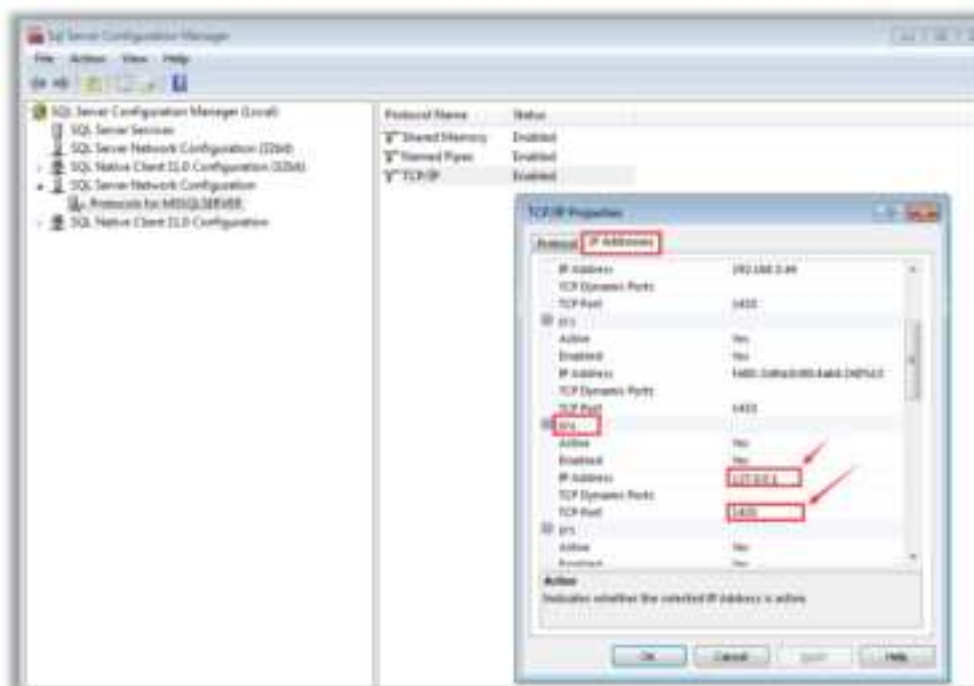 Sql Server Configuration Manager
File Action View Help
SQL Server Configuration Manager (Local)
SQL Server Services
SQL Server Network Configuration (32bit)
SQL Native Client 11.0 Configuration (32bit)
SQL Server Network Configuration
Protocols for MSSQLSERVER
SQL Native Client 11.0 Configuration
Protocol Name Status
Shared Memory Enabled
Named Pipes Enabled
TCP/IP Enabled
TCP/IP Properties
Protocol IP Addresses
IP Address
TCP Dynamic Ports
TCP Port 1433
Active Yes
Enabled Yes
IP Address
TCP Dynamic Ports
TCP Port 1433
Active Yes
Enabled Yes
IP Address 127.0.0.1
TCP Dynamic Ports
TCP Port 1433
Active Yes
Enabled Yes
Active
Indicates whether the selected IP Address is active.
OK Cancel Apply Help